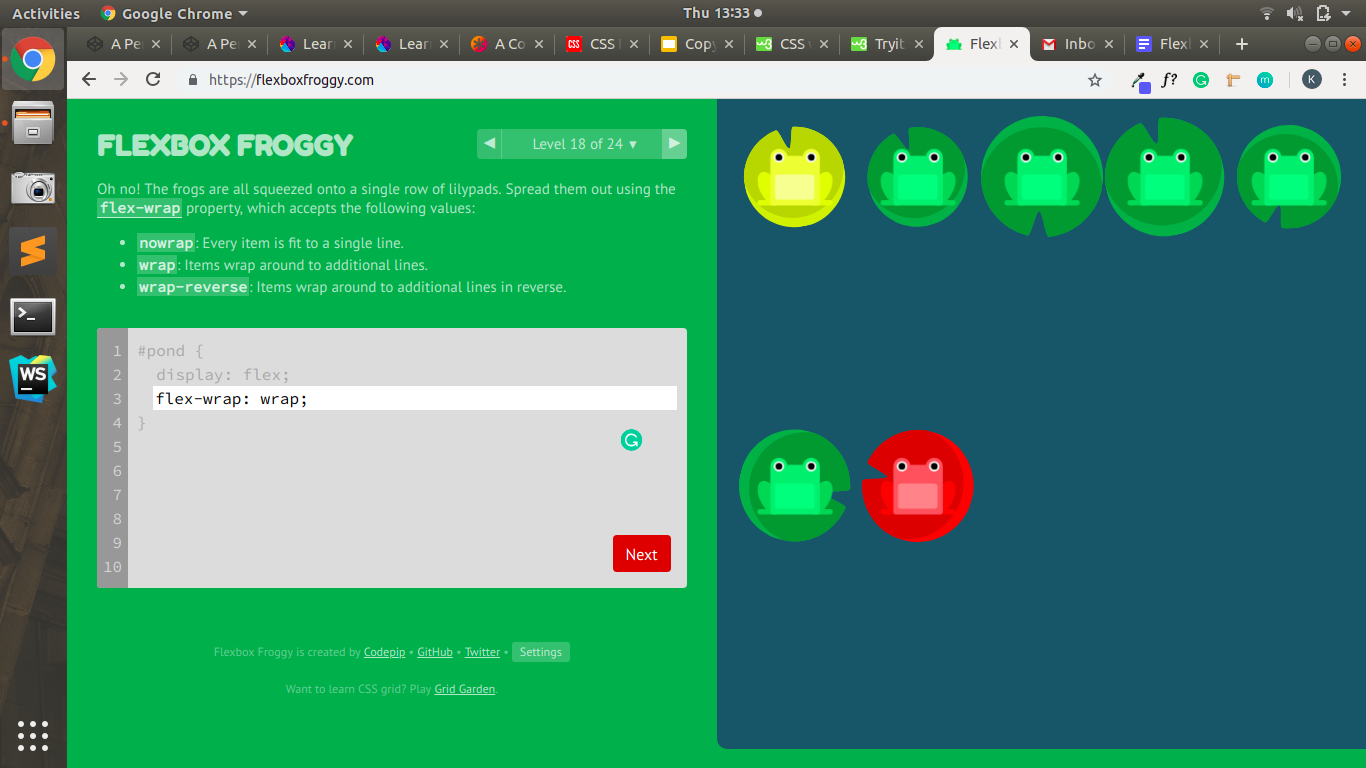 Activities
Google Chrome
Thu 13:33
A Pe
A Pe
Lear
Lear
A Co
CSS
Copy
CSS v
Tryit
Flexl
Inbo
Flexl
https://flexboxfroggy.com
f?
K
FLEXBOX FROGGY
Level 18 of 24 ▼
Oh no! The frogs are all squeezed onto a single row of lilypads. Spread them out using the
flex-wrap property, which accepts the following values:
• nowrap: Every item is fit to a single line.
• wrap: Items wrap around to additional lines.
• wrap-reverse: Items wrap around to additional lines in reverse.
1 #pond {
2 display: flex;
3 flex-wrap: wrap;
4 }
5
6
7
8
9
10
Next
Flexbox Froggy is created by Codepip • GitHub • Twitter • Settings
Want to learn CSS grid? Play Grid Garden.
WS